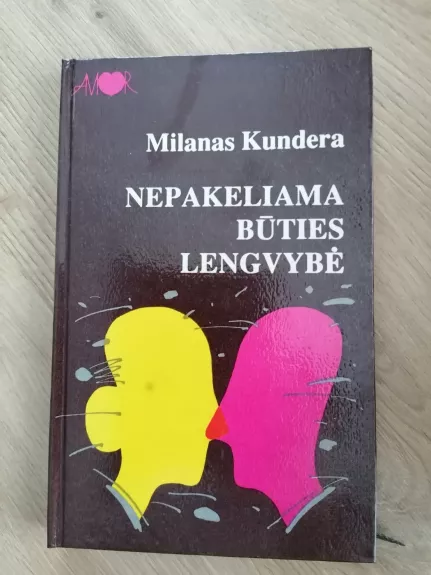 AMOR
Milanas Kundera
NEPAKELIAMA
BŪTIES
LENGVYBĖ